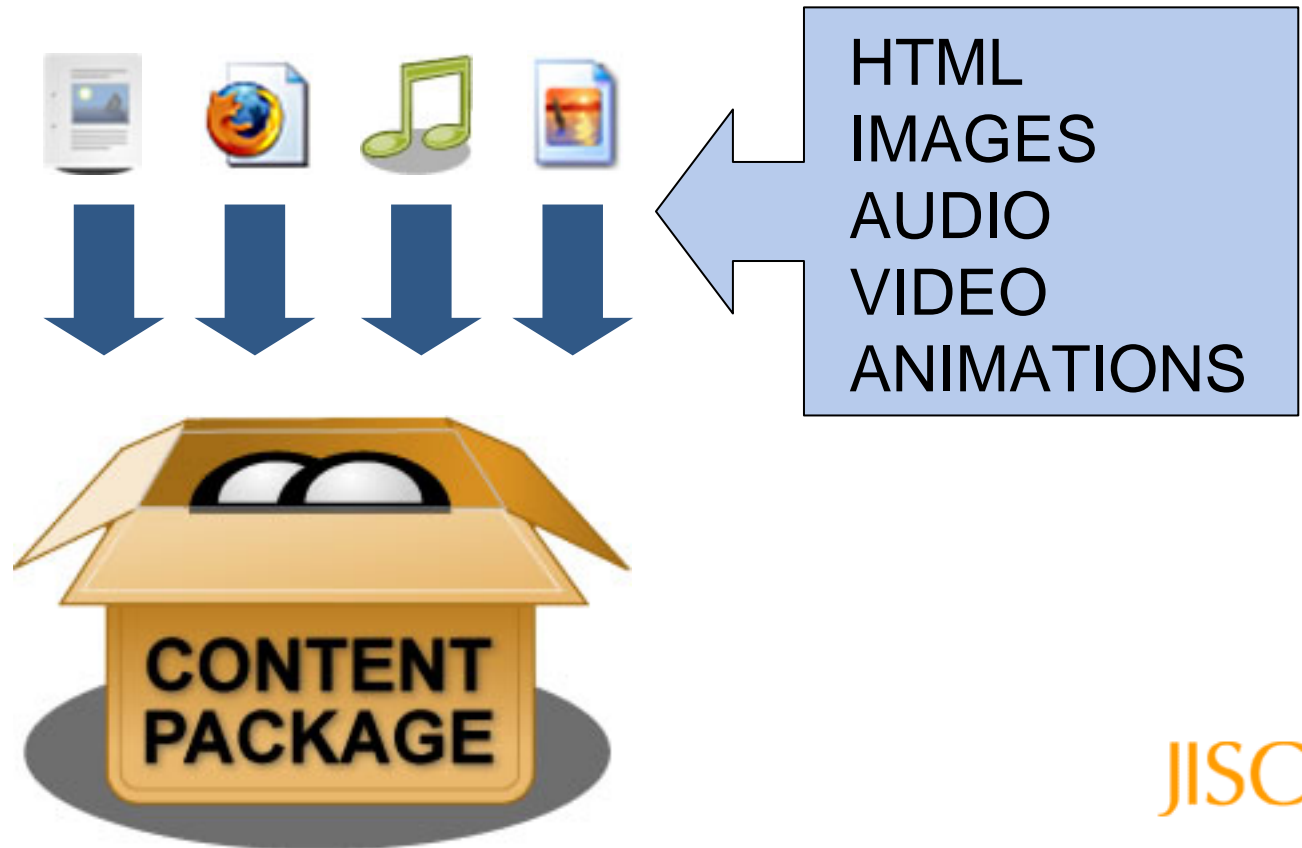 HTML
IMAGES
AUDIO
VIDEO
ANIMATIONS
CONTENT
PACKAGE
JISC